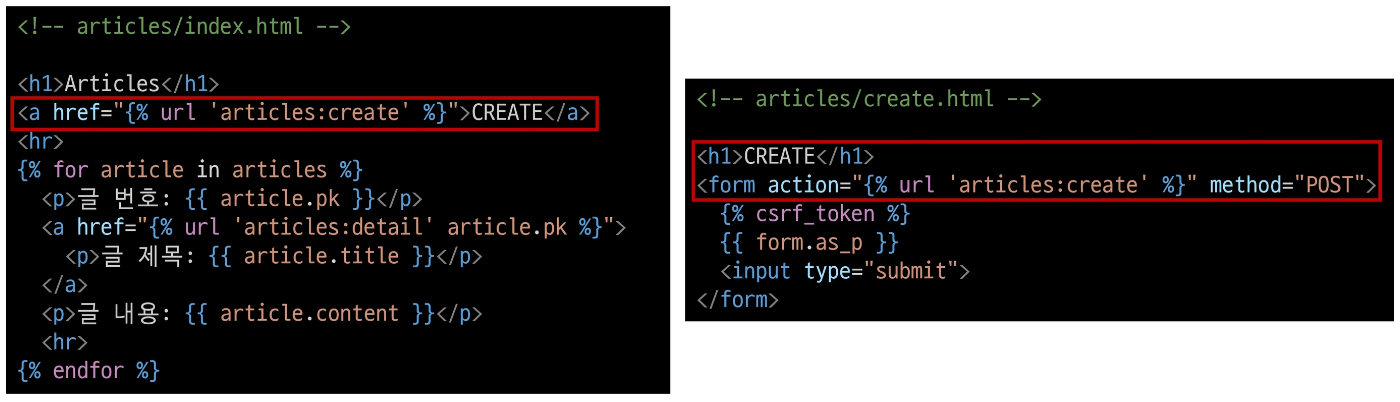 <!-- articles/index.html -->
<h1>Articles</h1>
<a href="{% url 'articles:create' %}">CREATE</a>
<hr>
{% for article in articles %}
<p>글 번호: {{ article.pk }}</p>
<a href="{% url 'articles:detail' article.pk %}">
<p>글 제목: {{ article.title }}</p>
</a>
<p>글 내용: {{ article.content }}</p>
<hr>
{% endfor %}
<!-- articles/create.html -->
<h1>CREATE</h1>
<form action="{% url 'articles:create' %}" method="POST">
{% csrf_token %}
{{ form.as_p }}
<input type="submit">
</form>